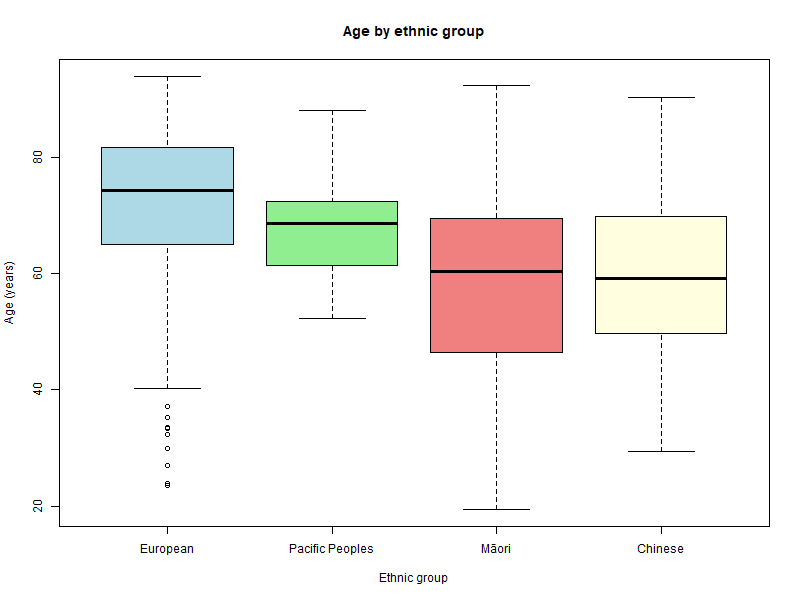 Age by ethnic group
Age (years)
80
60
40
20
European Pacific Peoples Māori Chinese
Ethnic group